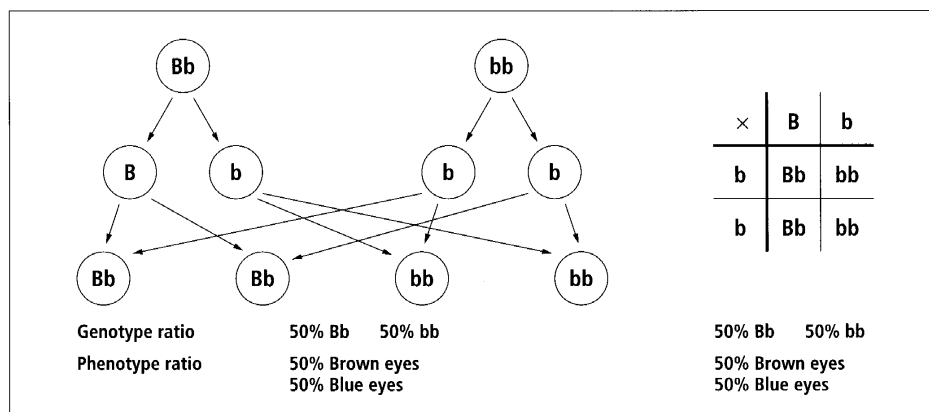 Bb bb
B b b b
Bb Bb bb bb
× B b
b Bb bb
b Bb bb
Genotype ratio 50% Bb 50% bb
Phenotype ratio 50% Brown eyes
50% Blue eyes
50% Bb 50% bb
50% Brown eyes
50% Blue eyes